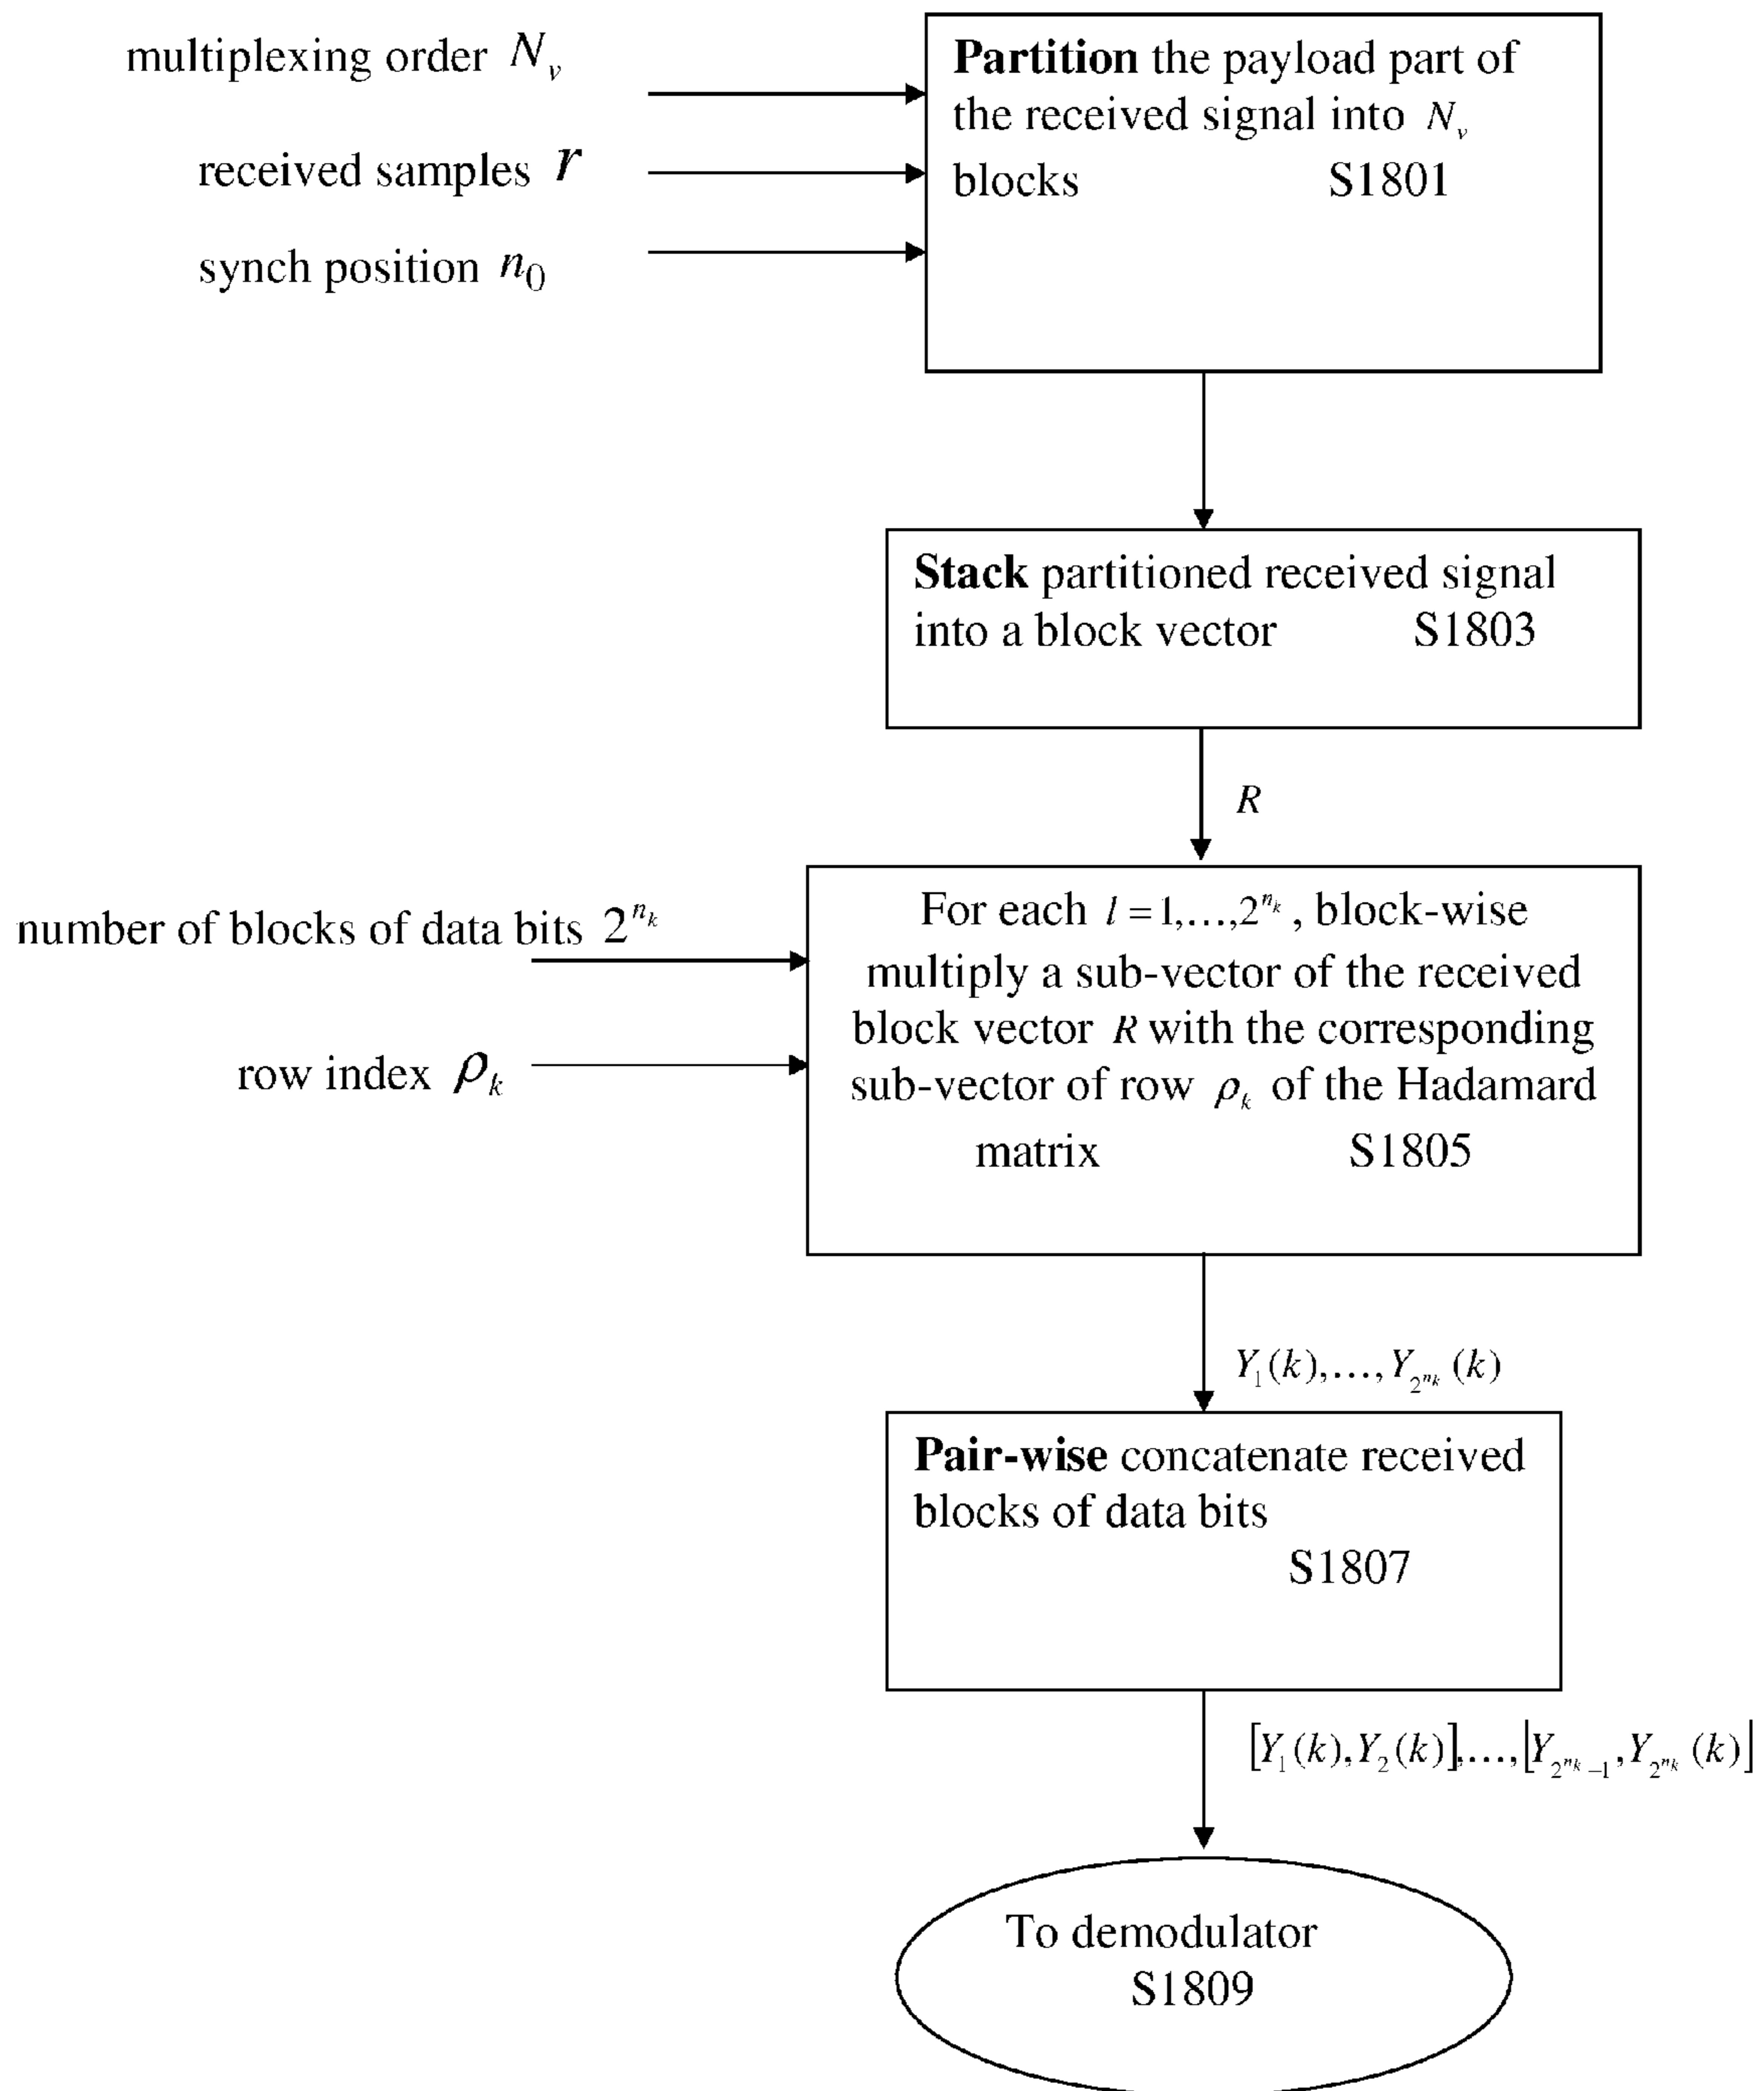 multiplexing order N_v
received samples r
synch position n_0
Partition the payload part of
the received signal into N_v
blocks S1801
Stack partitioned received signal
into a block vector S1803
R
number of blocks of data bits 2^{n_k}
row index ρ_k
For each l = 1,…,2^{n_k}, block-wise
multiply a sub-vector of the received
block vector R with the corresponding
sub-vector of row ρ_k of the Hadamard
matrix S1805
Y_1(k),…,Y_{2^{n_k}}(k)
Pair-wise concatenate received
blocks of data bits
S1807
[Y_1(k),Y_2(k)],…,⌊Y_{2^{n_k}-1},Y_{2^{n_k}}(k)⌋
To demodulator
S1809